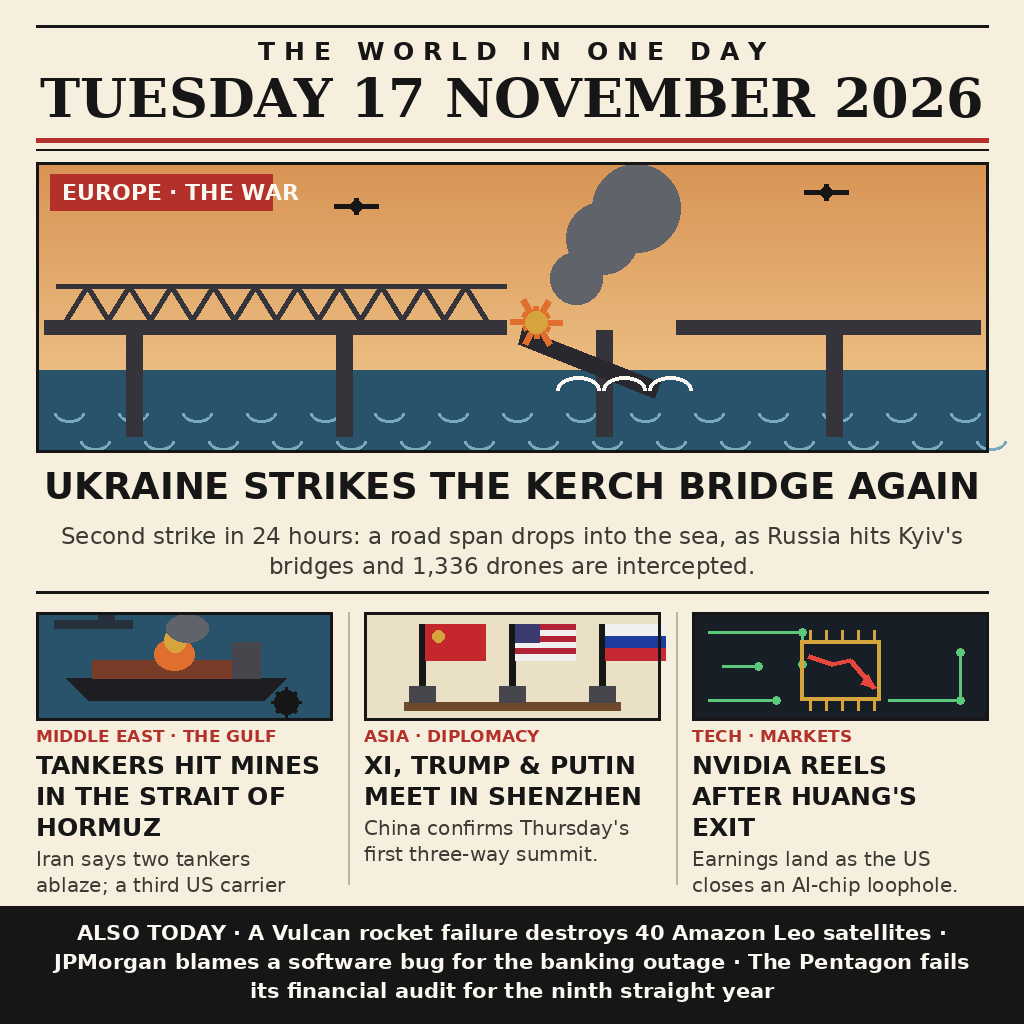 THE WORLD IN ONE DAY
TUESDAY 17 NOVEMBER 2026
EUROPE · THE WAR
UKRAINE STRIKES THE KERCH BRIDGE AGAIN
Second strike in 24 hours: a road span drops into the sea, as Russia hits Kyiv's
bridges and 1,336 drones are intercepted.
MIDDLE EAST · THE GULF
TANKERS HIT MINES
IN THE STRAIT OF
HORMUZ
Iran says two tankers
ablaze; a third US carrier
ASIA · DIPLOMACY
XI, TRUMP & PUTIN
MEET IN SHENZHEN
China confirms Thursday's
first three-way summit.
TECH · MARKETS
NVIDIA REELS
AFTER HUANG'S
EXIT
Earnings land as the US
closes an AI-chip loophole.
ALSO TODAY · A Vulcan rocket failure destroys 40 Amazon Leo satellites ·
JPMorgan blames a software bug for the banking outage · The Pentagon fails
its financial audit for the ninth straight year